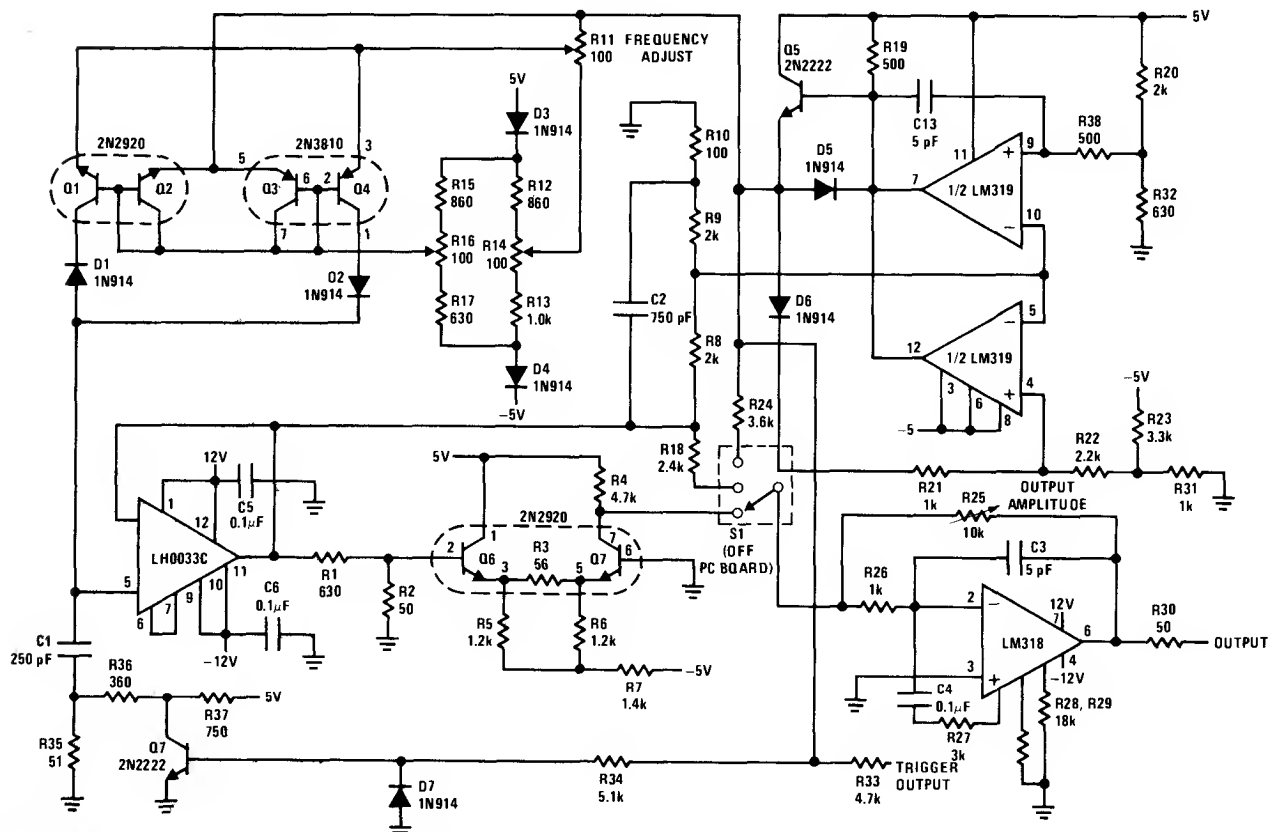 R11
100
FREQUENCY
ADJUST
5V
Q5
2N2222
R19
500
R20
2k
5V
D3
1N914
R10
100
C13
5 pF
R38
500
2N2920
2N3810
3
5
Q1
Q2
Q3
6
2
Q4
7
1
R15
860
R12
860
D5
1N914
11
9
+
7
1/2 LM319
10
−
R32
630
R16
100
R14
100
R9
2k
D1
1N914
D2
1N914
R17
630
R13
1.0k
C2
750 pF
D6
1N914
R8
2k
5
−
12
1/2 LM319
4
+
3
6
8
−5
D4
1N914
−5V
−5V
R23
3.3k
R24
3.6k
R18
2.4k
R22
2.2k
R21
1k
R31
1k
12V
C5
0.1µF
1
12
5V
R4
4.7k
2N2920
1
7
OUTPUT
AMPLITUDE
R25
10k
S1
(OFF
PC BOARD)
LH0033C
11
10
9
5
6
7
R1
630
2
Q6
R3
56
3
5
Q7
6
R2
50
C6
0.1µF
−12V
R5
1.2k
R6
1.2k
R7
1.4k
−5V
C3
5 pF
R26
1k
2
−
12V
7
LM318
6
R30
50
OUTPUT
3
+
4
−12V
C4
0.1µF
R27
3k
R28, R29
18k
C1
250 pF
R36
360
R37
750
5V
R35
51
Q7
2N2222
D7
1N914
R34
5.1k
R33
4.7k
TRIGGER
OUTPUT